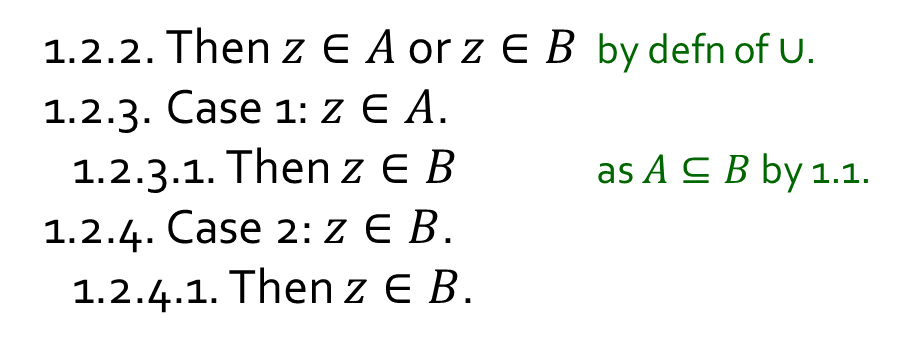 1.2.2. Then z ∈ A or z ∈ B by defn of ∪.
1.2.3. Case 1: z ∈ A.
1.2.3.1. Then z ∈ B as A ⊆ B by 1.1.
1.2.4. Case 2: z ∈ B.
1.2.4.1. Then z ∈ B.